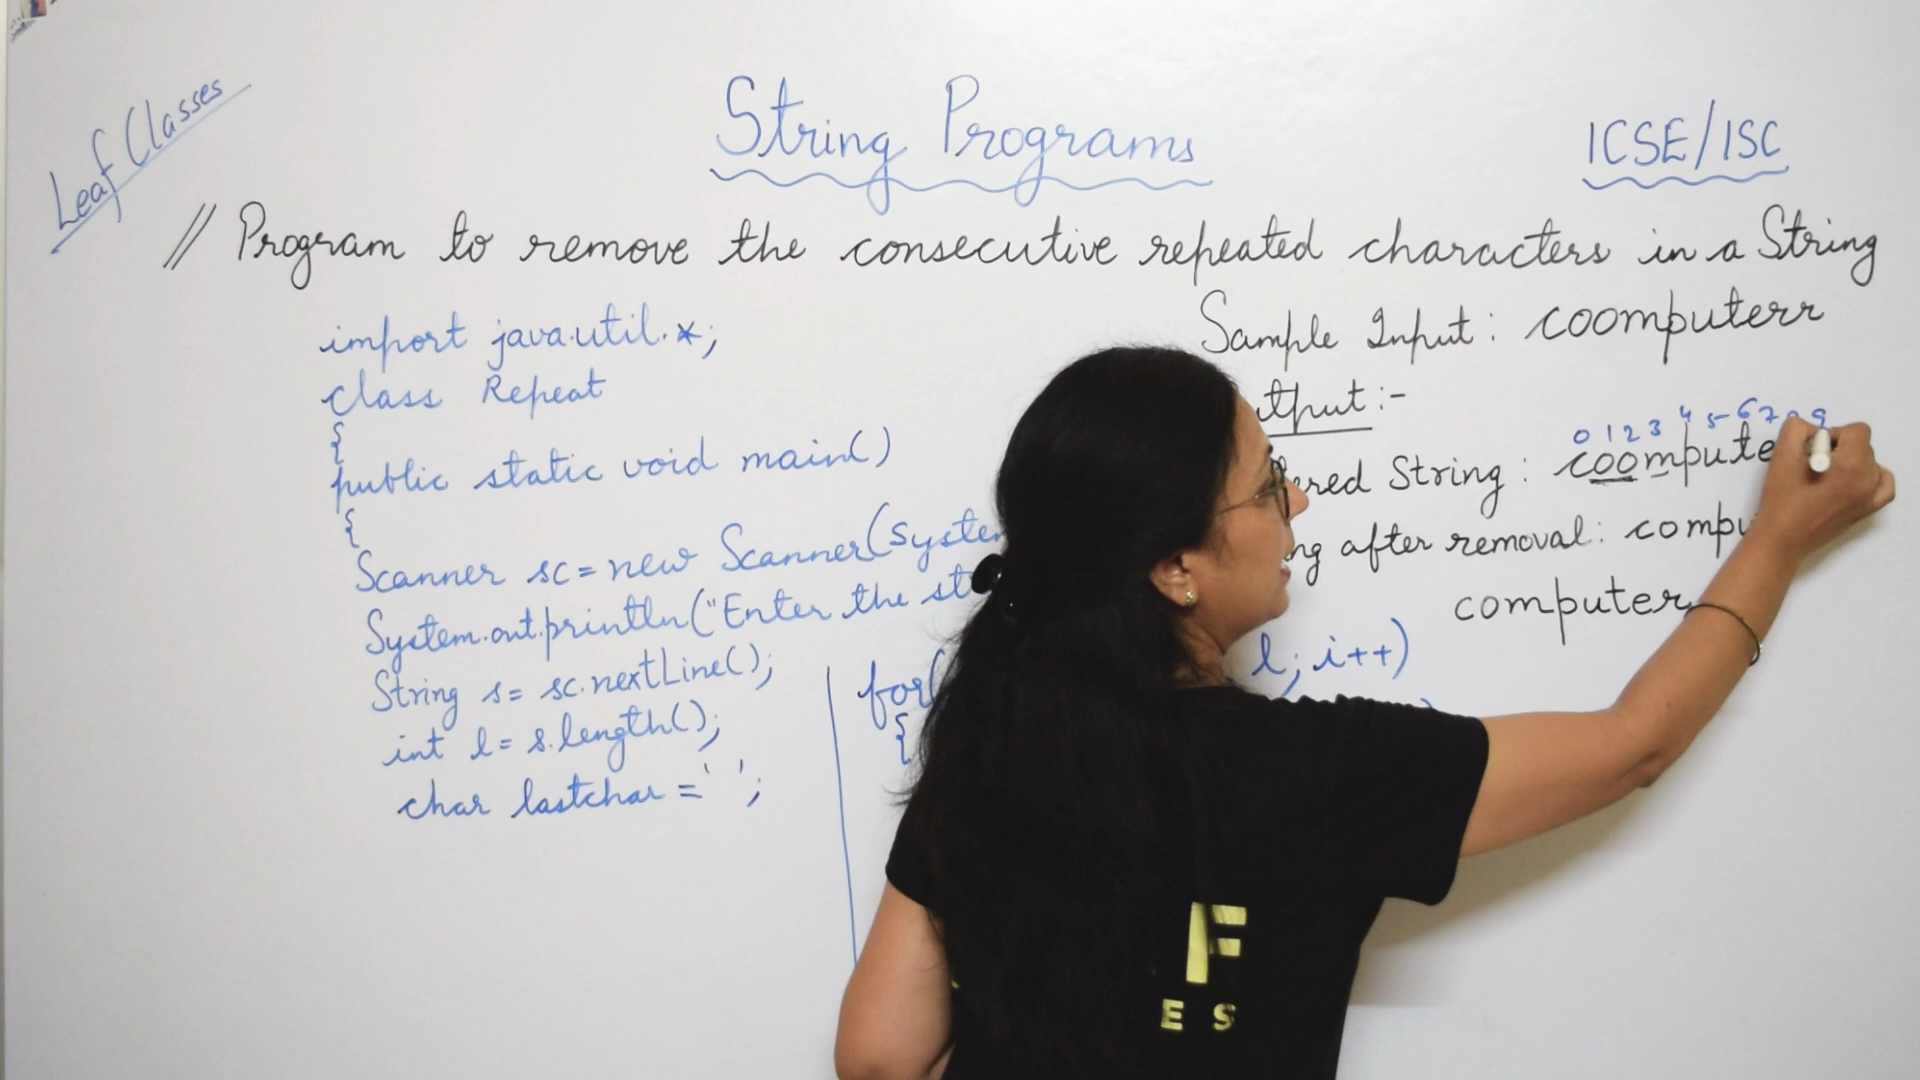 Leaf Classes
String Programs
ICSE/ISC
// Program to remove the consecutive repeated characters in a String
import java.util.*;
class Repeat
{
public static void main()
{
Scanner sc = new Scanner(System
System.out.println("Enter the st
String s = sc.nextLine();
int l = s.length();
char lastchar = ' ';
Sample Input : coomputerr
tput :-
0 1 2 3 4 5 6 7 8 9
ered String : coompute
ng after removal : compu
computer
for(
l; i++)
{
F
E S